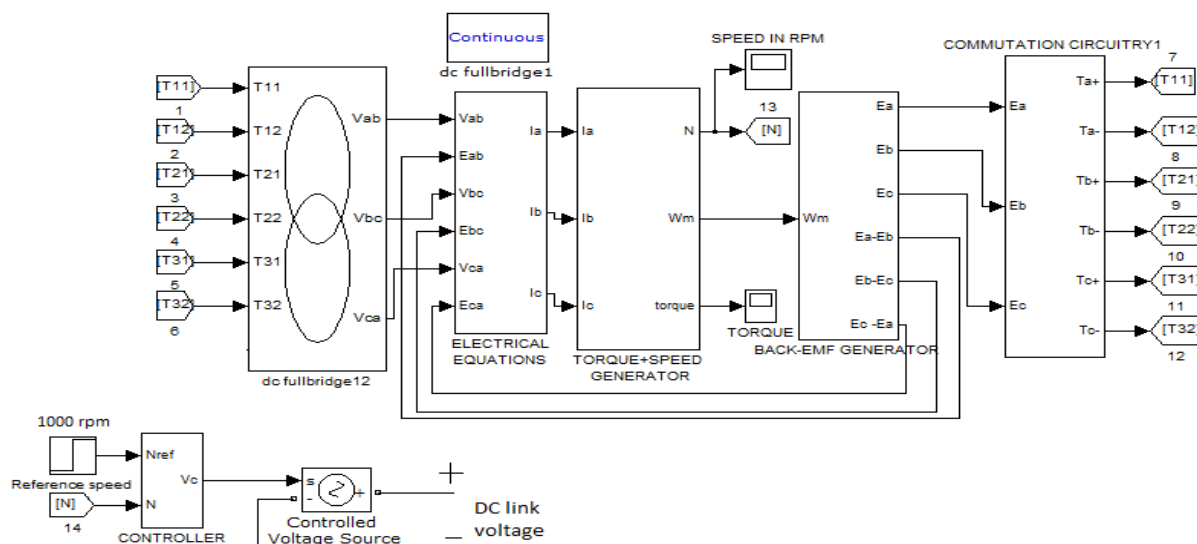 Continuous
dc fullbridge1
SPEED IN RPM
COMMUTATION CIRCUITRY1
[T11]
1
[T12]
2
[T21]
3
[T22]
4
[T31]
5
[T32]
6
T11
T12
T21
T22
T31
T32
Vab
Vbc
Vca
dc fullbridge12
Vab
Eab
Vbc
Ebc
Vca
Eca
Ia
Ib
Ic
ELECTRICAL
EQUATIONS
Ia
Ib
Ic
N
Wm
torque
TORQUE+SPEED
GENERATOR
13
[N]
TORQUE
Wm
Ea
Eb
Ec
Ea-Eb
Eb-Ec
Ec -Ea
BACK-EMF GENERATOR
Ea
Eb
Ec
Ta+
Ta-
Tb+
Tb-
Tc+
Tc-
7
[T11]
[T12]
8
[T21]
9
[T22]
10
[T31]
11
[T32]
12
1000 rpm
Reference speed
[N]
14
Nref
N
Vc
CONTROLLER
s
-
+
Controlled
Voltage Source
+
DC link
voltage
–